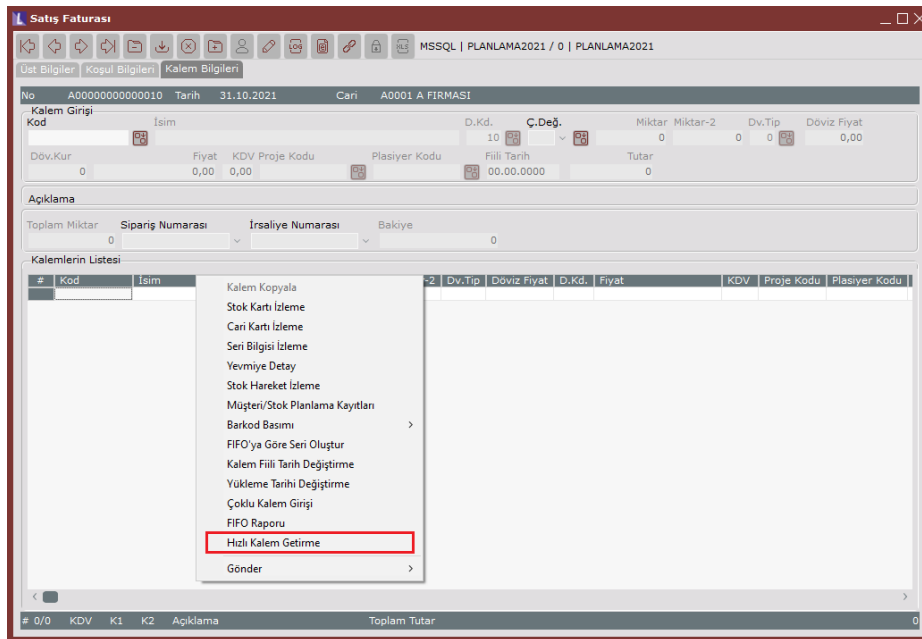 Satış Faturası
MSSQL | PLANLAMA2021 / 0 | PLANLAMA2021
Üst Bilgiler Koşul Bilgileri Kalem Bilgileri
No A00000000000010 Tarih 31.10.2021 Cari A0001 A FIRMASI
Kalem Girişi
Kod İsim D.Kd. Ç.Değ. Miktar Miktar-2 Dv.Tip Döviz Fiyat
10 0 0 0 0,00
Döv.Kur Fiyat KDV Proje Kodu Plasiyer Kodu Fiili Tarih Tutar
0 0,00 0,00 00.00.0000 0
Açıklama
Toplam Miktar Sipariş Numarası İrsaliye Numarası Bakiye
0 0
Kalemlerin Listesi
# Kod İsim -2 Dv.Tip Döviz Fiyat D.Kd. Fiyat KDV Proje Kodu Plasiyer Kodu
Kalem Kopyala
Stok Kartı İzleme
Cari Kartı İzleme
Seri Bilgisi İzleme
Yevmiye Detay
Stok Hareket İzleme
Müşteri/Stok Planlama Kayıtları
Barkod Basımı >
FIFO'ya Göre Seri Oluştur
Kalem Fiili Tarih Değiştirme
Yükleme Tarihi Değiştirme
Çoklu Kalem Girişi
FIFO Raporu
Hızlı Kalem Getirme
Gönder >
# 0/0 KDV K1 K2 Açıklama Toplam Tutar 0